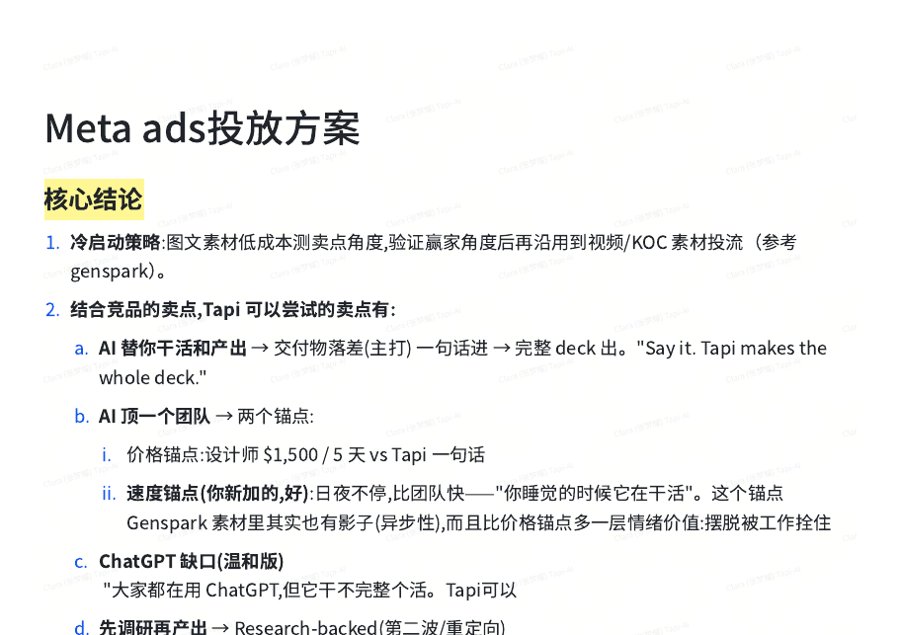 Meta ads投放方案
核心结论
1. 冷启动策略:图文素材低成本测卖点角度,验证赢家角度后再沿用到视频/KOC 素材投流（参考
genspark）。
2. 结合竞品的卖点,Tapi 可以尝试的卖点有:
a. AI 替你干活和产出 → 交付物落差(主打) 一句话进 → 完整 deck 出。"Say it. Tapi makes the
whole deck."
b. AI 顶一个团队 → 两个锚点:
i. 价格锚点:设计师 $1,500 / 5 天 vs Tapi 一句话
ii. 速度锚点(你新加的,好):日夜不停,比团队快——"你睡觉的时候它在干活"。这个锚点
Genspark 素材里其实也有影子(异步性),而且比价格锚点多一层情绪价值:摆脱被工作拴住
c. ChatGPT 缺口(温和版)
"大家都在用 ChatGPT,但它干不完整个活。Tapi可以
d. 先调研再产出 → Research-backed(第二波/重定向)